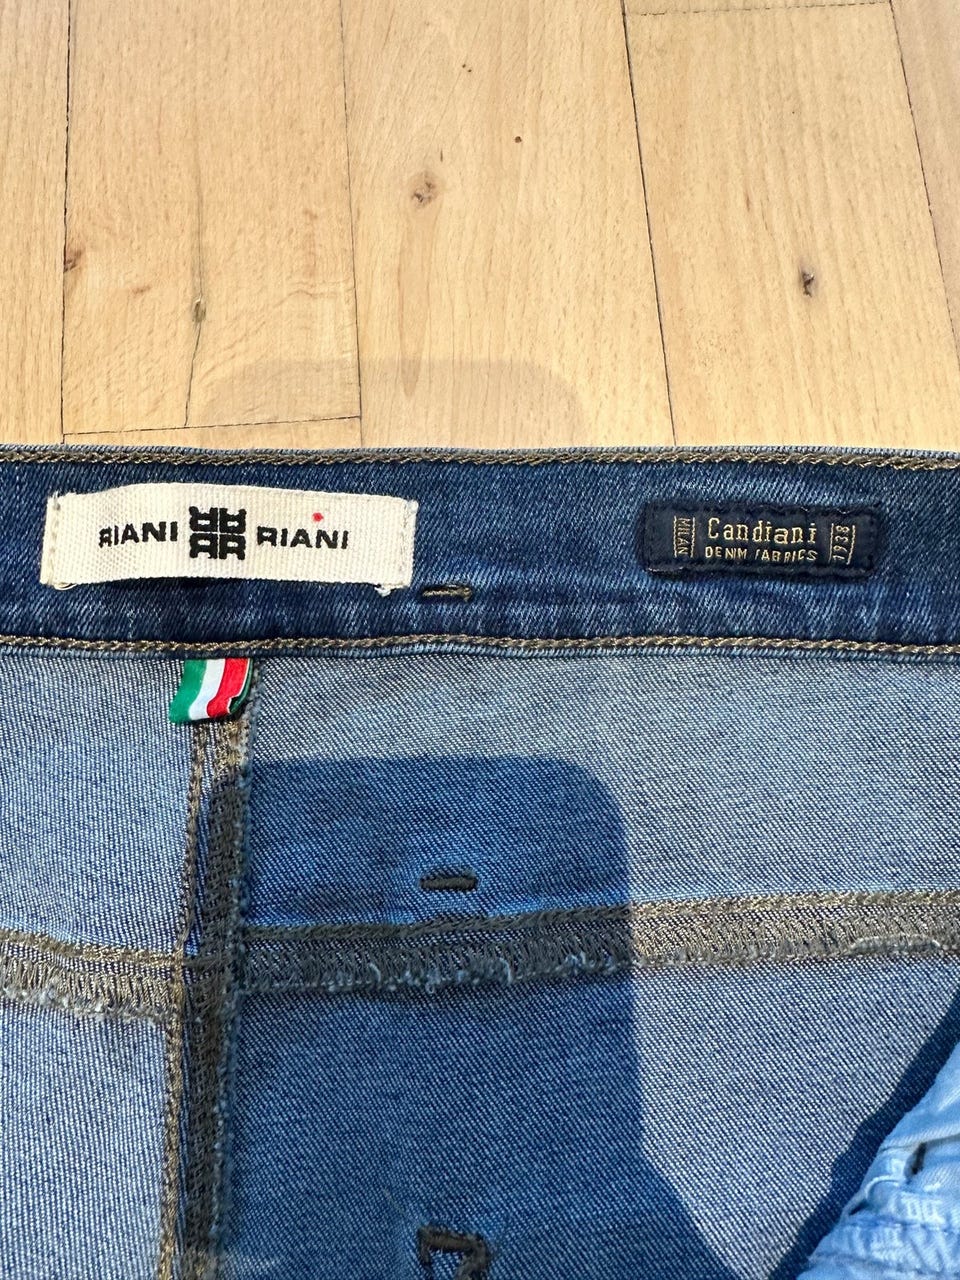 RIANI RIANI
MILAN
Candiani
DENIM FABRICS
1938